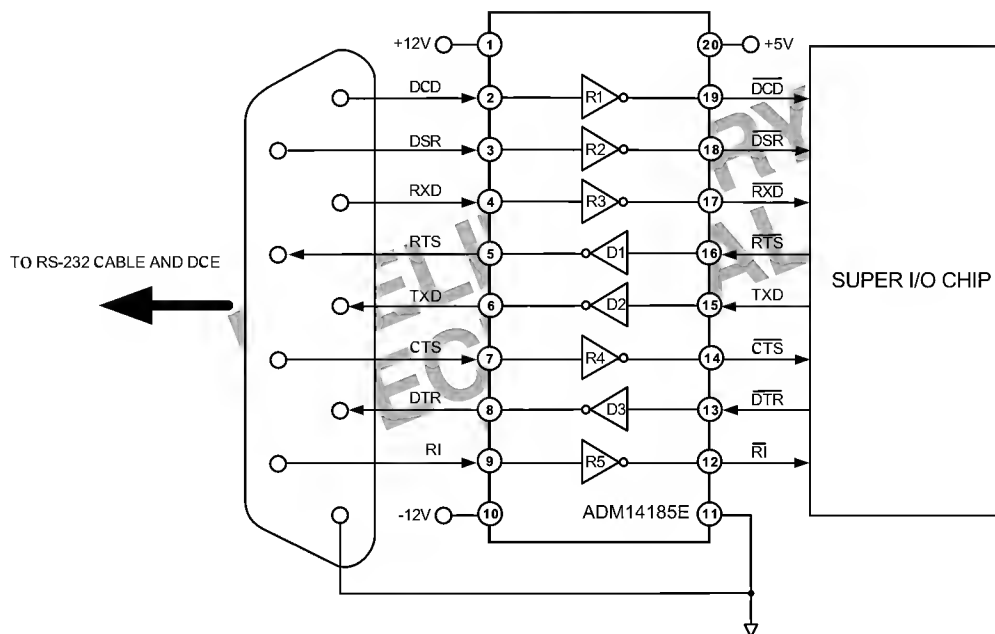 +12V 1 20 +5V
DCD 2 R1 19 DCD
DSR 3 R2 18 DSR
RXD 4 R3 17 RXD
RTS 5 D1 16 RTS
TO RS-232 CABLE AND DCE
SUPER I/O CHIP
TXD 6 D2 15 TXD
CTS 7 R4 14 CTS
DTR 8 D3 13 DTR
RI 9 R5 12 RI
-12V 10 ADM14185E 11